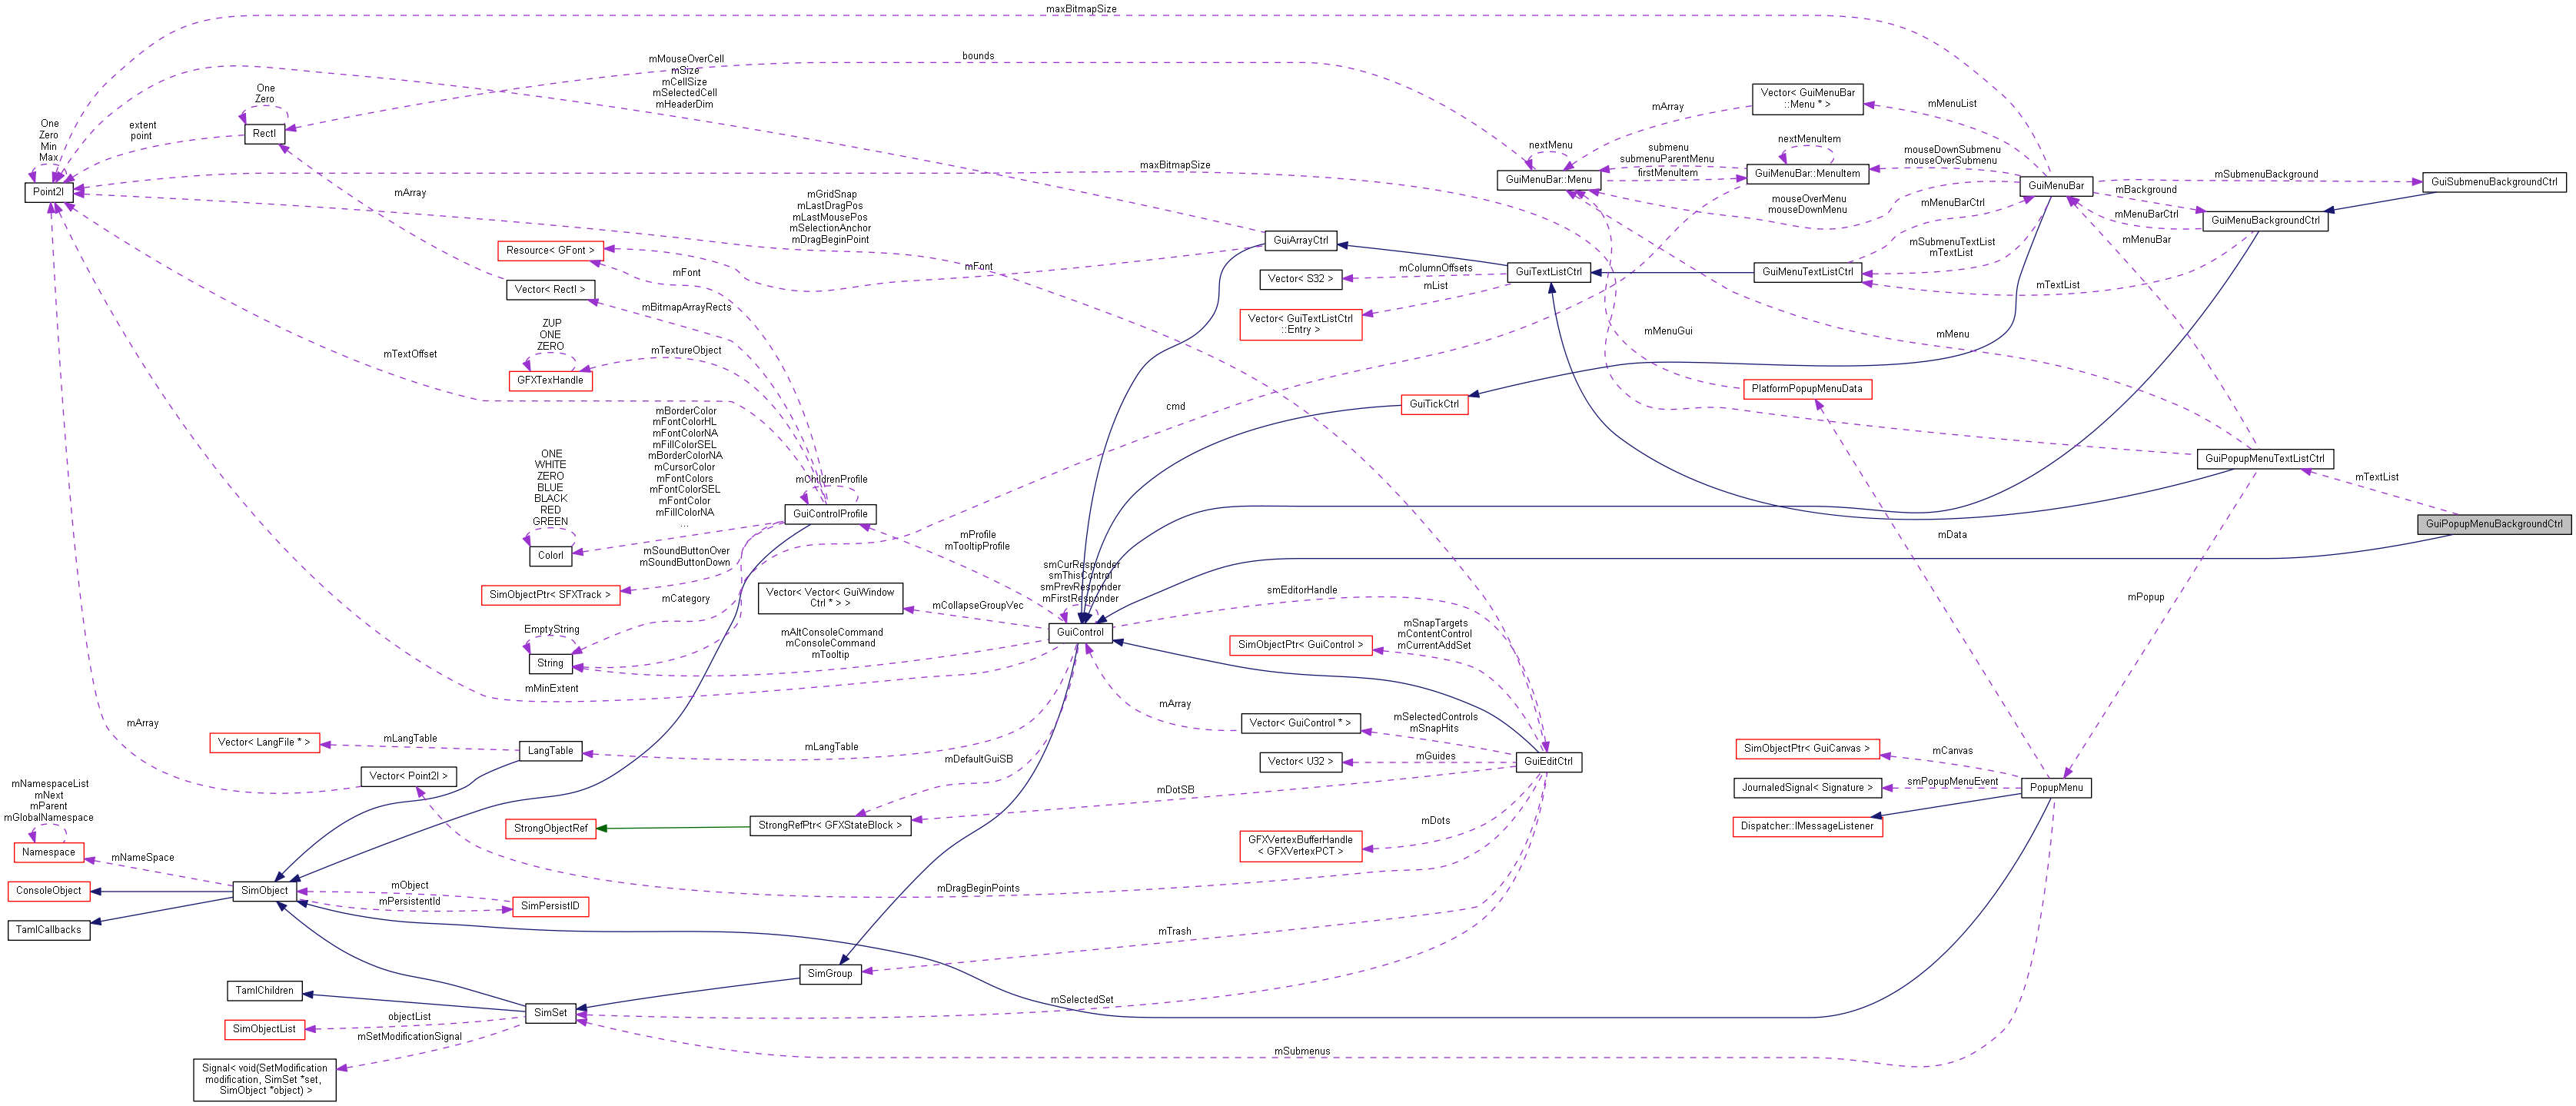 maxBitmapSize
bounds
mMouseOverCell
mSize
mCellSize
mSelectedCell
mHeaderDim
One
Zero
RectI
extent
point
One
Zero
Min
Max
Point2I
mArray
Vector< GuiMenuBar
::Menu * >
mMenuList
nextMenu
submenu
submenuParentMenu
firstMenuItem
nextMenuItem
mouseDownSubmenu
mouseOverSubmenu
GuiMenuBar::Menu
GuiMenuBar::MenuItem
GuiMenuBar
mSubmenuBackground
GuiSubmenuBackgroundCtrl
mBackground
mMenuBarCtrl
GuiMenuBackgroundCtrl
mouseOverMenu
mouseDownMenu
mMenuBarCtrl
mMenuBar
mSubmenuTextList
mTextList
GuiMenuTextListCtrl
mTextList
maxBitmapSize
mArray
mGridSnap
mLastDragPos
mLastMousePos
mSelectionAnchor
mDragBeginPoint
GuiArrayCtrl
Resource< GFont >
mFont
mFont
Vector< S32 >
mColumnOffsets
GuiTextListCtrl
mList
Vector< GuiTextListCtrl
::Entry >
Vector< RectI >
mBitmapArrayRects
ZUP
ONE
ZERO
GFXTexHandle
mTextureObject
mTextOffset
mMenuGui
mMenu
PlatformPopupMenuData
GuiTickCtrl
cmd
mBorderColor
mFontColorHL
mFontColorNA
mFillColorSEL
mBorderColorNA
mCursorColor
mFontColors
mFontColorSEL
mFontColor
mFillColorNA
...
ONE
WHITE
ZERO
BLUE
BLACK
RED
GREEN
ColorI
mChildrenProfile
GuiControlProfile
GuiPopupMenuTextListCtrl
mTextList
GuiPopupMenuBackgroundCtrl
mData
mProfile
mTooltipProfile
mSoundButtonOver
mSoundButtonDown
SimObjectPtr< SFXTrack >
mCategory
Vector< Vector< GuiWindow
Ctrl * > >
mCollapseGroupVec
smCurResponder
smThisControl
smPrevResponder
mFirstResponder
GuiControl
smEditorHandle
mPopup
EmptyString
String
mAltConsoleCommand
mConsoleCommand
mTooltip
mMinExtent
SimObjectPtr< GuiControl >
mSnapTargets
mContentControl
mCurrentAddSet
mArray
Vector< GuiControl * >
mSelectedControls
mSnapHits
Vector< U32 >
mGuides
GuiEditCtrl
mArray
Vector< LangFile * >
mLangTable
LangTable
mLangTable
mDefaultGuiSB
Vector< Point2I >
mDotSB
SimObjectPtr< GuiCanvas >
mCanvas
JournaledSignal< Signature >
smPopupMenuEvent
PopupMenu
Dispatcher::IMessageListener
mNamespaceList
mNext
mParent
mGlobalNamespace
Namespace
mNameSpace
StrongObjectRef
StrongRefPtr< GFXStateBlock >
GFXVertexBufferHandle
< GFXVertexPCT >
mDots
mDragBeginPoints
ConsoleObject
SimObject
mObject
mPersistentId
SimPersistID
TamlCallbacks
mTrash
SimGroup
TamlChildren
SimSet
mSelectedSet
objectList
SimObjectList
mSetModificationSignal
mSubmenus
Signal< void(SetModification
modification, SimSet *set,
SimObject *object) >